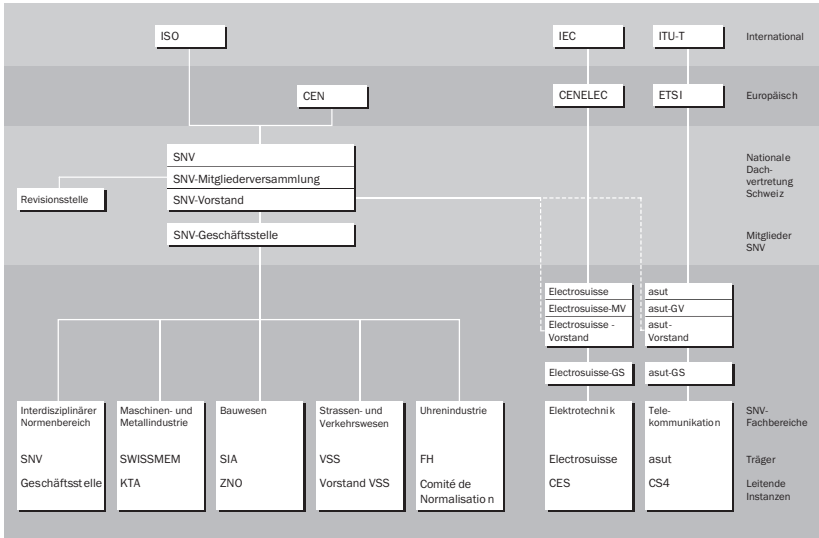 ISO
IEC
ITU-T
International
CEN
CENELEC
ETSI
Europäisch
SNV
SNV-Mitgliederversammlung
SNV-Vorstand
Revisionsstelle
Nationale
Dach-
vertretung
Schweiz
SNV-Geschäftsstelle
Mitglieder
SNV
Electrosuisse
Electrosuisse-MV
Electrosuisse -
Vorstand
asut
asut-GV
asut-
Vorstand
Electrosuisse-GS
asut-GS
Interdisziplinärer
Normenbereich
SNV
Geschäftsstelle
Maschinen- und
Metallindustrie
SWISSMEM
KTA
Bauwesen
SIA
ZNO
Strassen- und
Verkehrswesen
VSS
Vorstand VSS
Uhrenindustrie
FH
Comité de
Normalisation
Elektrotechnik
Electrosuisse
CES
Tele-
kommunikation
asut
CS4
SNV-
Fachbereiche
Träger
Leitende
Instanzen